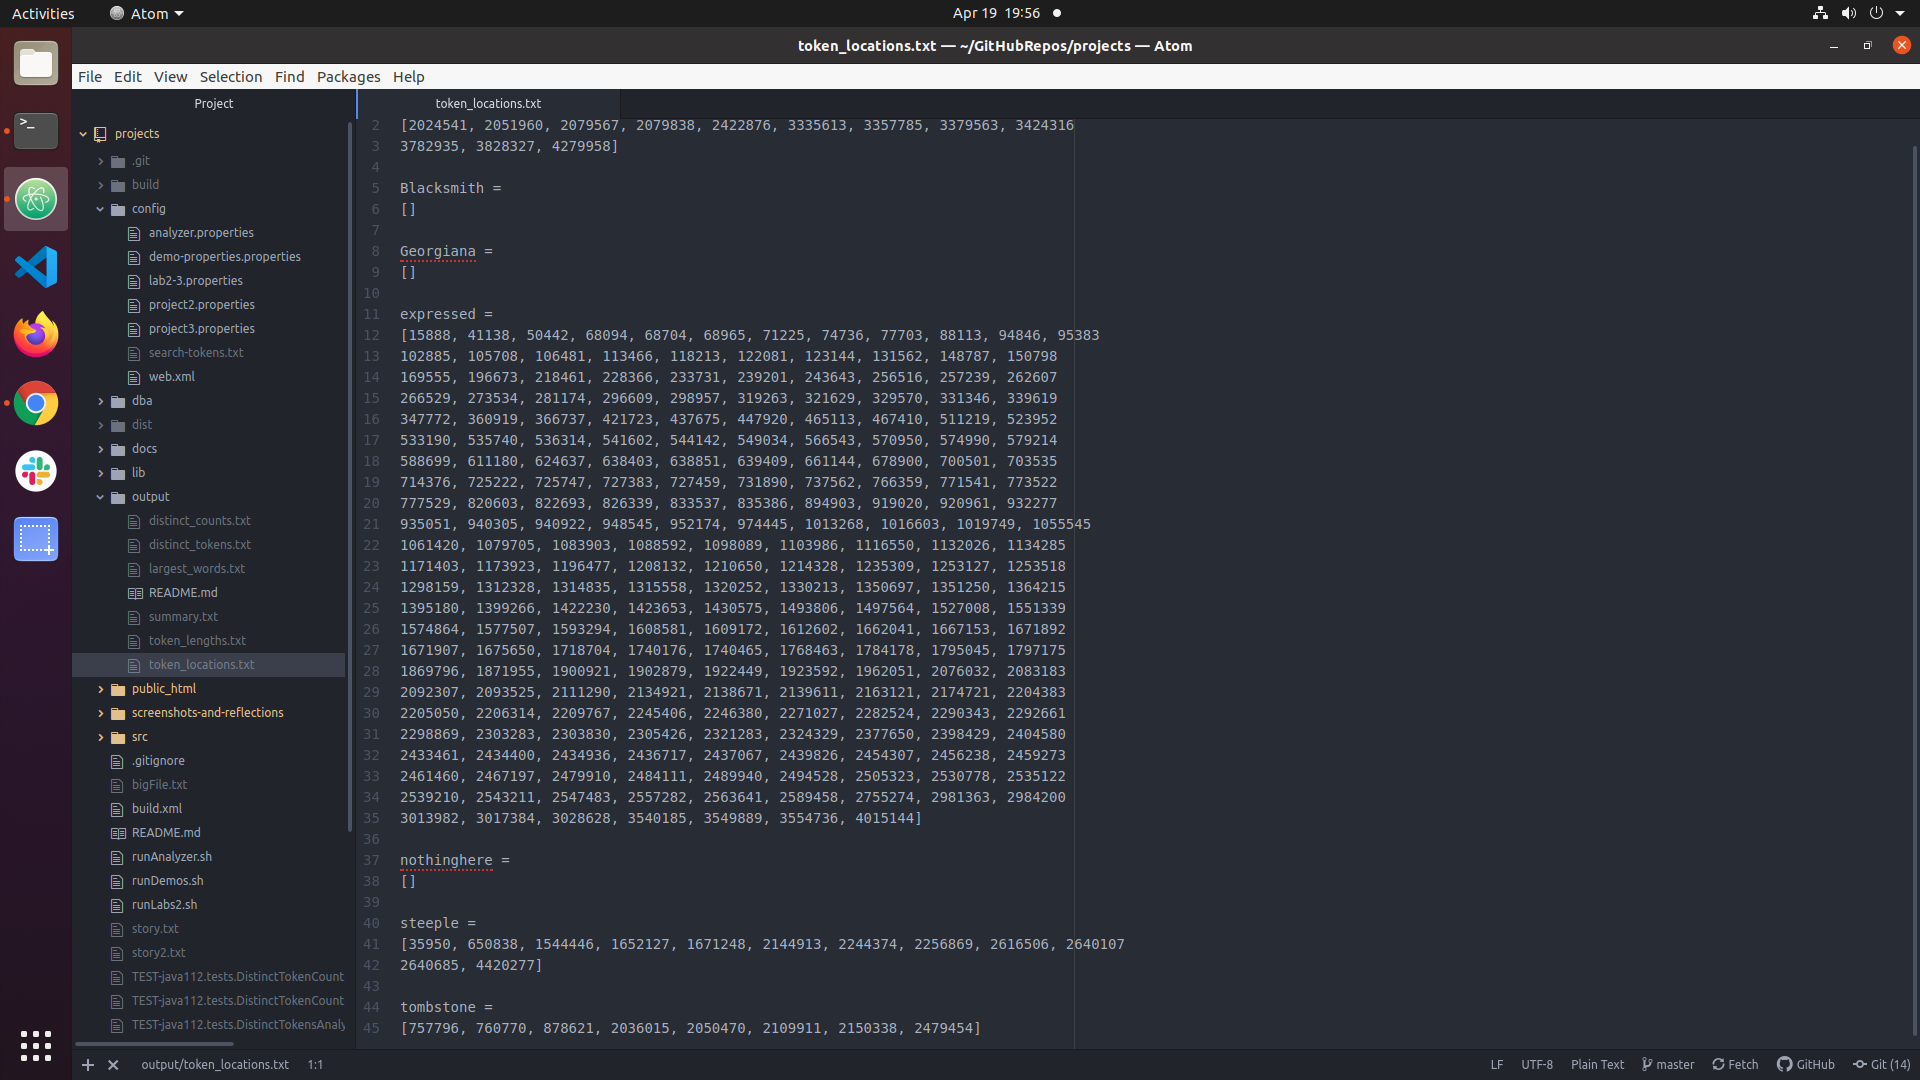 Activities
Atom
Apr 19 19:56
token_locations.txt — ~/GitHubRepos/projects — Atom
File Edit View Selection Find Packages Help
Project
projects
.git
build
config
analyzer.properties
demo-properties.properties
lab2-3.properties
project2.properties
project3.properties
search-tokens.txt
web.xml
dba
dist
docs
lib
output
distinct_counts.txt
distinct_tokens.txt
largest_words.txt
README.md
summary.txt
token_lengths.txt
token_locations.txt
public_html
screenshots-and-reflections
src
.gitignore
bigFile.txt
build.xml
README.md
runAnalyzer.sh
runDemos.sh
runLabs2.sh
story.txt
story2.txt
TEST-java112.tests.DistinctTokenCount
TEST-java112.tests.DistinctTokenCount
TEST-java112.tests.DistinctTokensAnaly
token_locations.txt
2 [2024541, 2051960, 2079567, 2079838, 2422876, 3335613, 3357785, 3379563, 3424316
3 3782935, 3828327, 4279958]
4
5 Blacksmith =
6 []
7
8 Georgiana =
9 []
10
11 expressed =
12 [15888, 41138, 50442, 68094, 68704, 68965, 71225, 74736, 77703, 88113, 94846, 95383
13 102885, 105708, 106481, 113466, 118213, 122081, 123144, 131562, 148787, 150798
14 169555, 196673, 218461, 228366, 233731, 239201, 243643, 256516, 257239, 262607
15 266529, 273534, 281174, 296609, 298957, 319263, 321629, 329570, 331346, 339619
16 347772, 360919, 366737, 421723, 437675, 447920, 465113, 467410, 511219, 523952
17 533190, 535740, 536314, 541602, 544142, 549034, 566543, 570950, 574990, 579214
18 588699, 611180, 624637, 638403, 638851, 639409, 661144, 678900, 700501, 703535
19 714376, 725222, 725747, 727383, 727459, 731890, 737562, 766359, 771541, 773522
20 777529, 820603, 822693, 826339, 833537, 835386, 894903, 919020, 920961, 932277
21 935051, 940305, 940922, 948545, 952174, 974445, 1013268, 1016603, 1019749, 1055545
22 1061420, 1079705, 1083903, 1088592, 1098089, 1103986, 1116550, 1132026, 1134285
23 1171403, 1173923, 1196477, 1208132, 1210650, 1214328, 1235309, 1253127, 1253518
24 1298159, 1312328, 1314835, 1315558, 1320252, 1330213, 1350697, 1351250, 1364215
25 1395180, 1399266, 1422230, 1423653, 1430575, 1493806, 1497564, 1527008, 1551339
26 1574864, 1577507, 1593294, 1608581, 1609172, 1612602, 1662041, 1667153, 1671892
27 1671907, 1675650, 1718704, 1740176, 1740465, 1768463, 1784178, 1795045, 1797175
28 1869796, 1871955, 1900921, 1902879, 1922449, 1923592, 1962051, 2076032, 2083183
29 2092307, 2093525, 2111290, 2134921, 2138671, 2139611, 2163121, 2174721, 2204383
30 2205050, 2206314, 2209767, 2245406, 2246380, 2271027, 2282524, 2290343, 2292661
31 2298869, 2303283, 2303830, 2305426, 2321283, 2324329, 2377650, 2398429, 2404580
32 2433461, 2434400, 2434936, 2436717, 2437067, 2439826, 2454307, 2456238, 2459273
33 2461460, 2467197, 2479910, 2484111, 2489940, 2494528, 2505323, 2530778, 2535122
34 2539210, 2543211, 2547483, 2557282, 2563641, 2589458, 2755274, 2981363, 2984200
35 3013982, 3017384, 3028628, 3540185, 3549889, 3554736, 4015144]
36
37 nothinghere =
38 []
39
40 steeple =
41 [35950, 650838, 1544446, 1652127, 1671248, 2144913, 2244374, 2256869, 2616506, 2640107
42 2640685, 4420277]
43
44 tombstone =
45 [757796, 760770, 878621, 2036015, 2050470, 2109911, 2150338, 2479454]
output/token_locations.txt 1:1
LF UTF-8 Plain Text master Fetch GitHub Git (14)